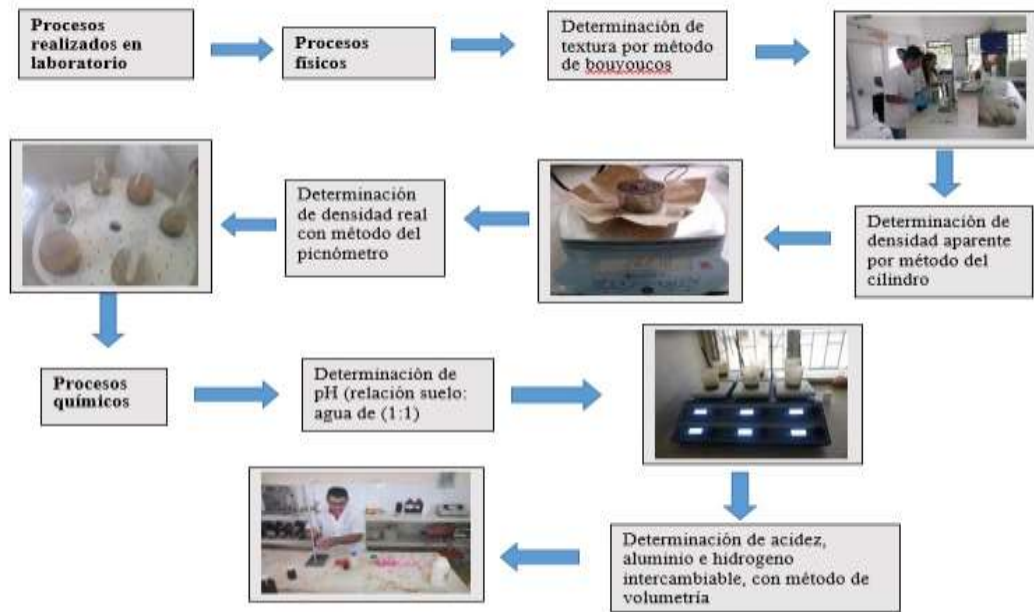 Procesos
realizados en
laboratorio
Procesos
físicos
Determinación de
textura por método
de bouyoucos
Determinación de
densidad aparente
por método del
cilindro
Determinación
de densidad real
con método del
picnómetro
Procesos
químicos
Determinación de
pH (relación suelo:
agua de (1:1)
Determinación de acidez,
aluminio e hidrogeno
intercambiable, con método de
volumetría